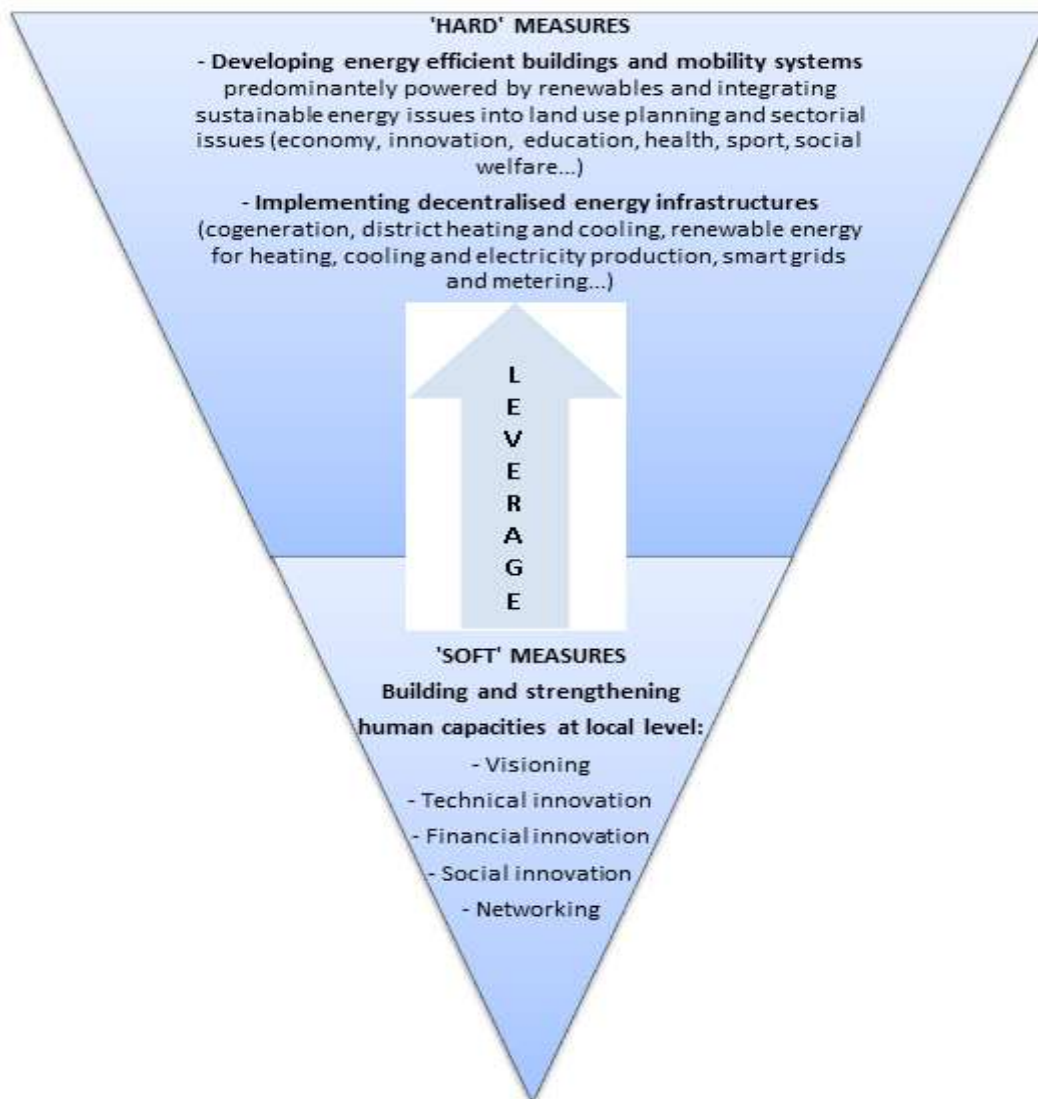 'HARD' MEASURES
- Developing energy efficient buildings and mobility systems
predominantely powered by renewables and integrating
sustainable energy issues into land use planning and sectorial
issues (economy, innovation, education, health, sport, social
welfare...)
- Implementing decentralised energy infrastructures
(cogeneration, district heating and cooling, renewable energy
for heating, cooling and electricity production, smart grids
and metering...)
L
E
V
E
R
A
G
E
'SOFT' MEASURES
Building and strengthening
human capacities at local level:
- Visioning
- Technical innovation
- Financial innovation
- Social innovation
- Networking